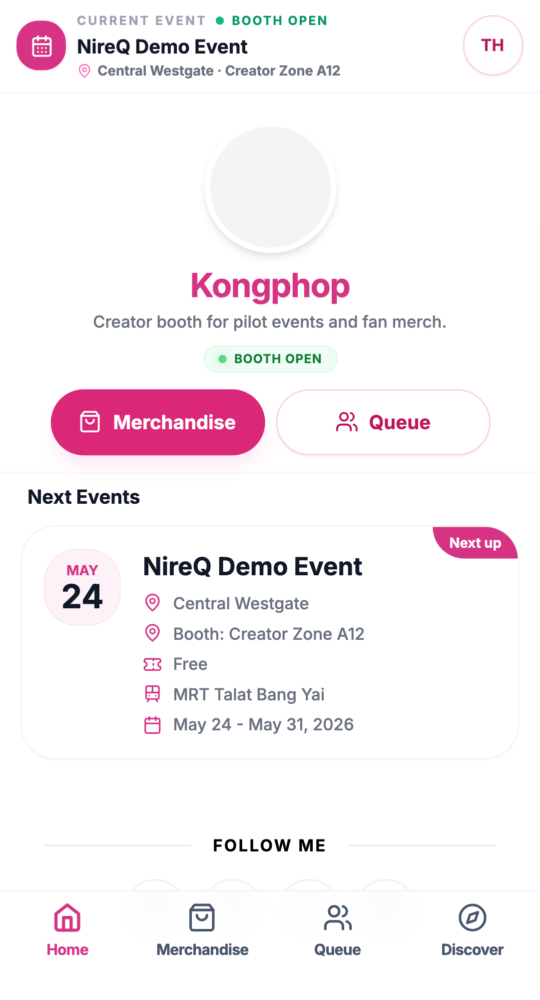 CURRENT EVENT BOOTH OPEN
NireQ Demo Event
Central Westgate · Creator Zone A12
TH
Kongphop
Creator booth for pilot events and fan merch.
BOOTH OPEN
Merchandise
Queue
Next Events
Next up
MAY
24
NireQ Demo Event
Central Westgate
Booth: Creator Zone A12
Free
MRT Talat Bang Yai
May 24 - May 31, 2026
FOLLOW ME
Home
Merchandise
Queue
Discover